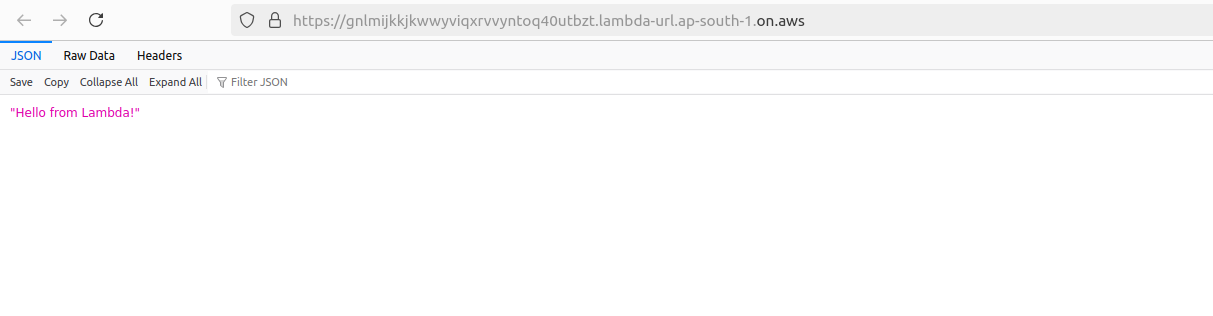 https://gnlmijkkjkwwyviqxrvvyntoq40utbzt.lambda-url.ap-south-1.on.aws
JSON Raw Data Headers
Save Copy Collapse All Expand All Filter JSON
"Hello from Lambda!"